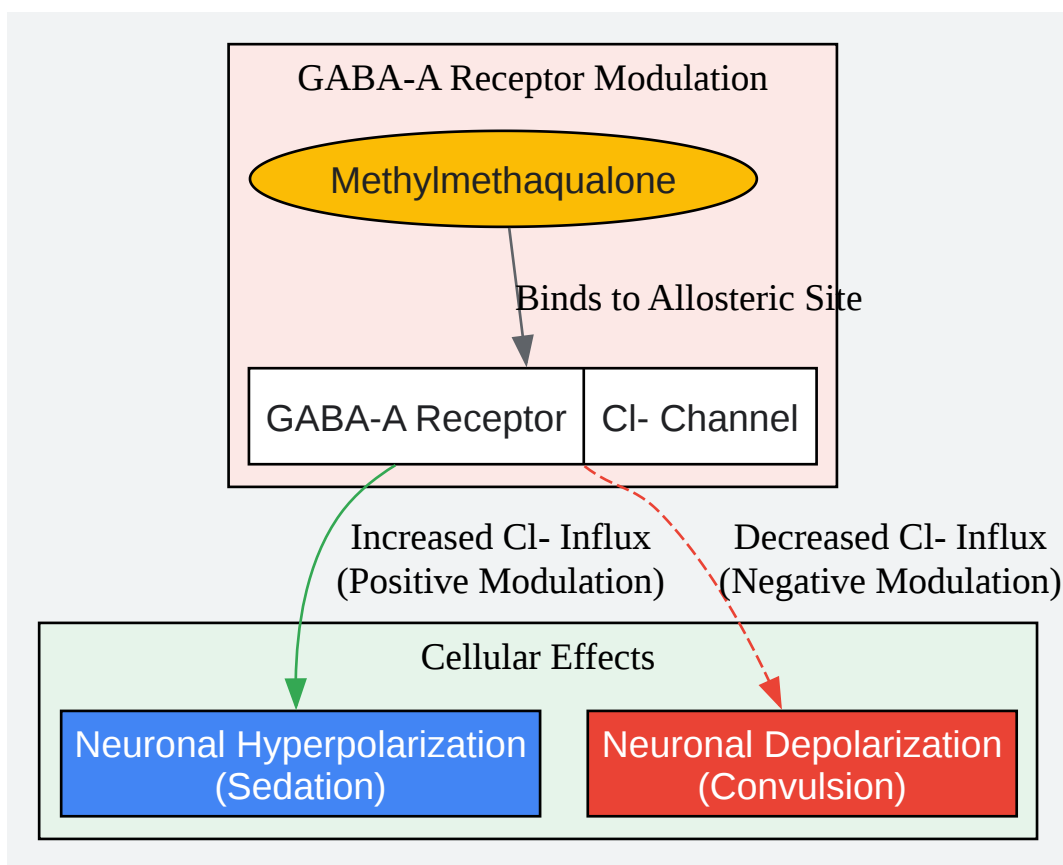 GABA-A Receptor Modulation
Methylmethaqualone
Binds to Allosteric Site
GABA-A Receptor
Cl- Channel
Increased Cl- Influx
(Positive Modulation)
Decreased Cl- Influx
(Negative Modulation)
Cellular Effects
Neuronal Hyperpolarization
(Sedation)
Neuronal Depolarization
(Convulsion)